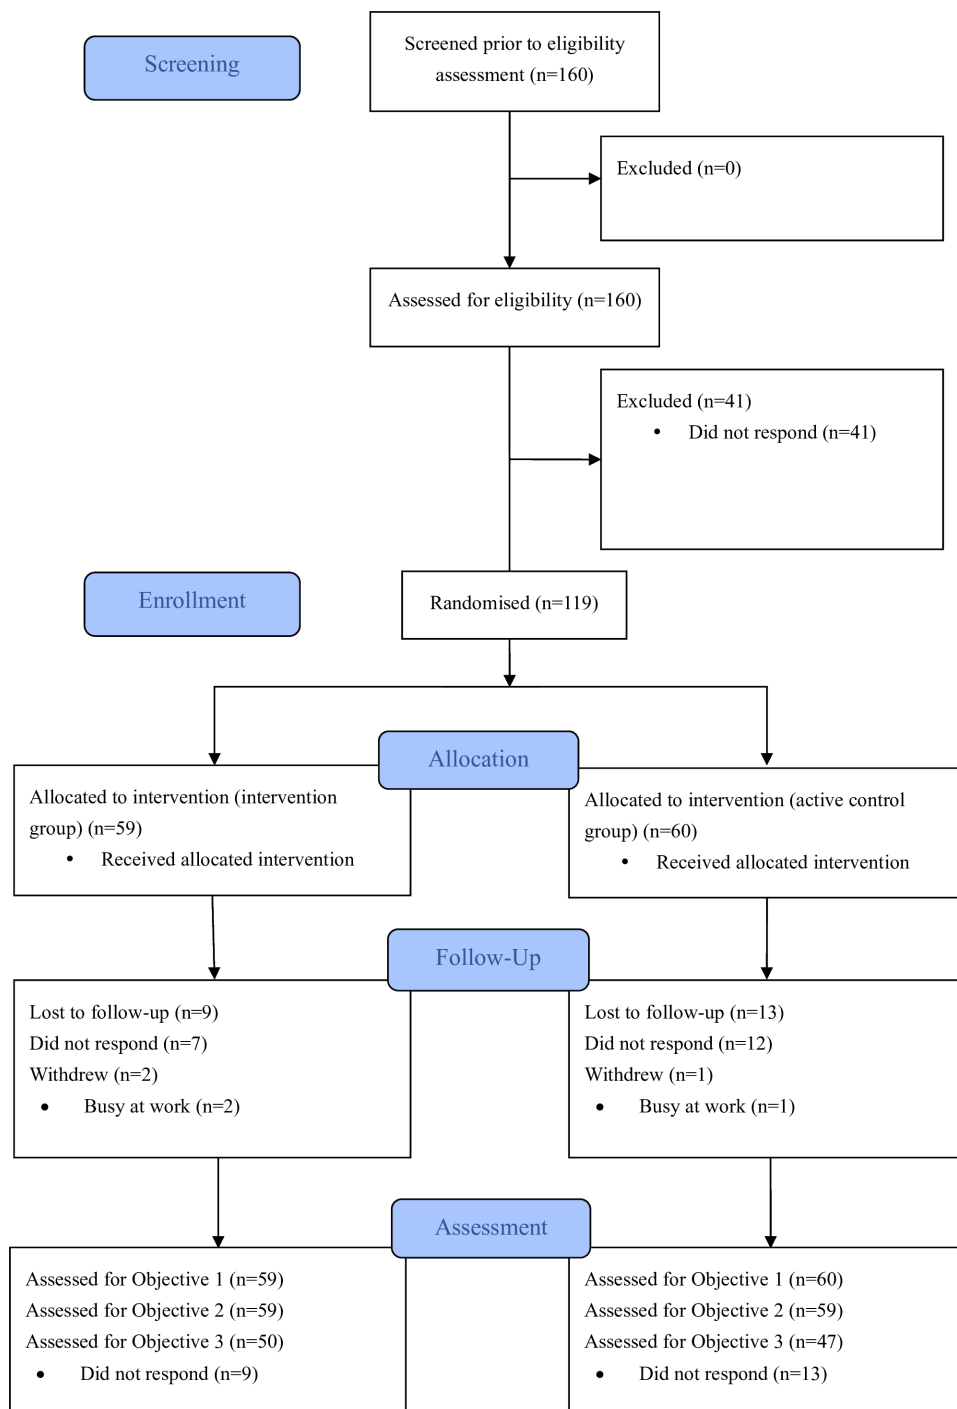 Screening
Screened prior to eligibility
assessment (n=160)
Excluded (n=0)
Assessed for eligibility (n=160)
Excluded (n=41)
• Did not respond (n=41)
Enrollment
Randomised (n=119)
Allocation
Allocated to intervention (intervention
group) (n=59)
• Received allocated intervention
Allocated to intervention (active control
group) (n=60)
• Received allocated intervention
Follow-Up
Lost to follow-up (n=9)
Did not respond (n=7)
Withdrew (n=2)
• Busy at work (n=2)
Lost to follow-up (n=13)
Did not respond (n=12)
Withdrew (n=1)
• Busy at work (n=1)
Assessment
Assessed for Objective 1 (n=59)
Assessed for Objective 2 (n=59)
Assessed for Objective 3 (n=50)
• Did not respond (n=9)
Assessed for Objective 1 (n=60)
Assessed for Objective 2 (n=59)
Assessed for Objective 3 (n=47)
• Did not respond (n=13)